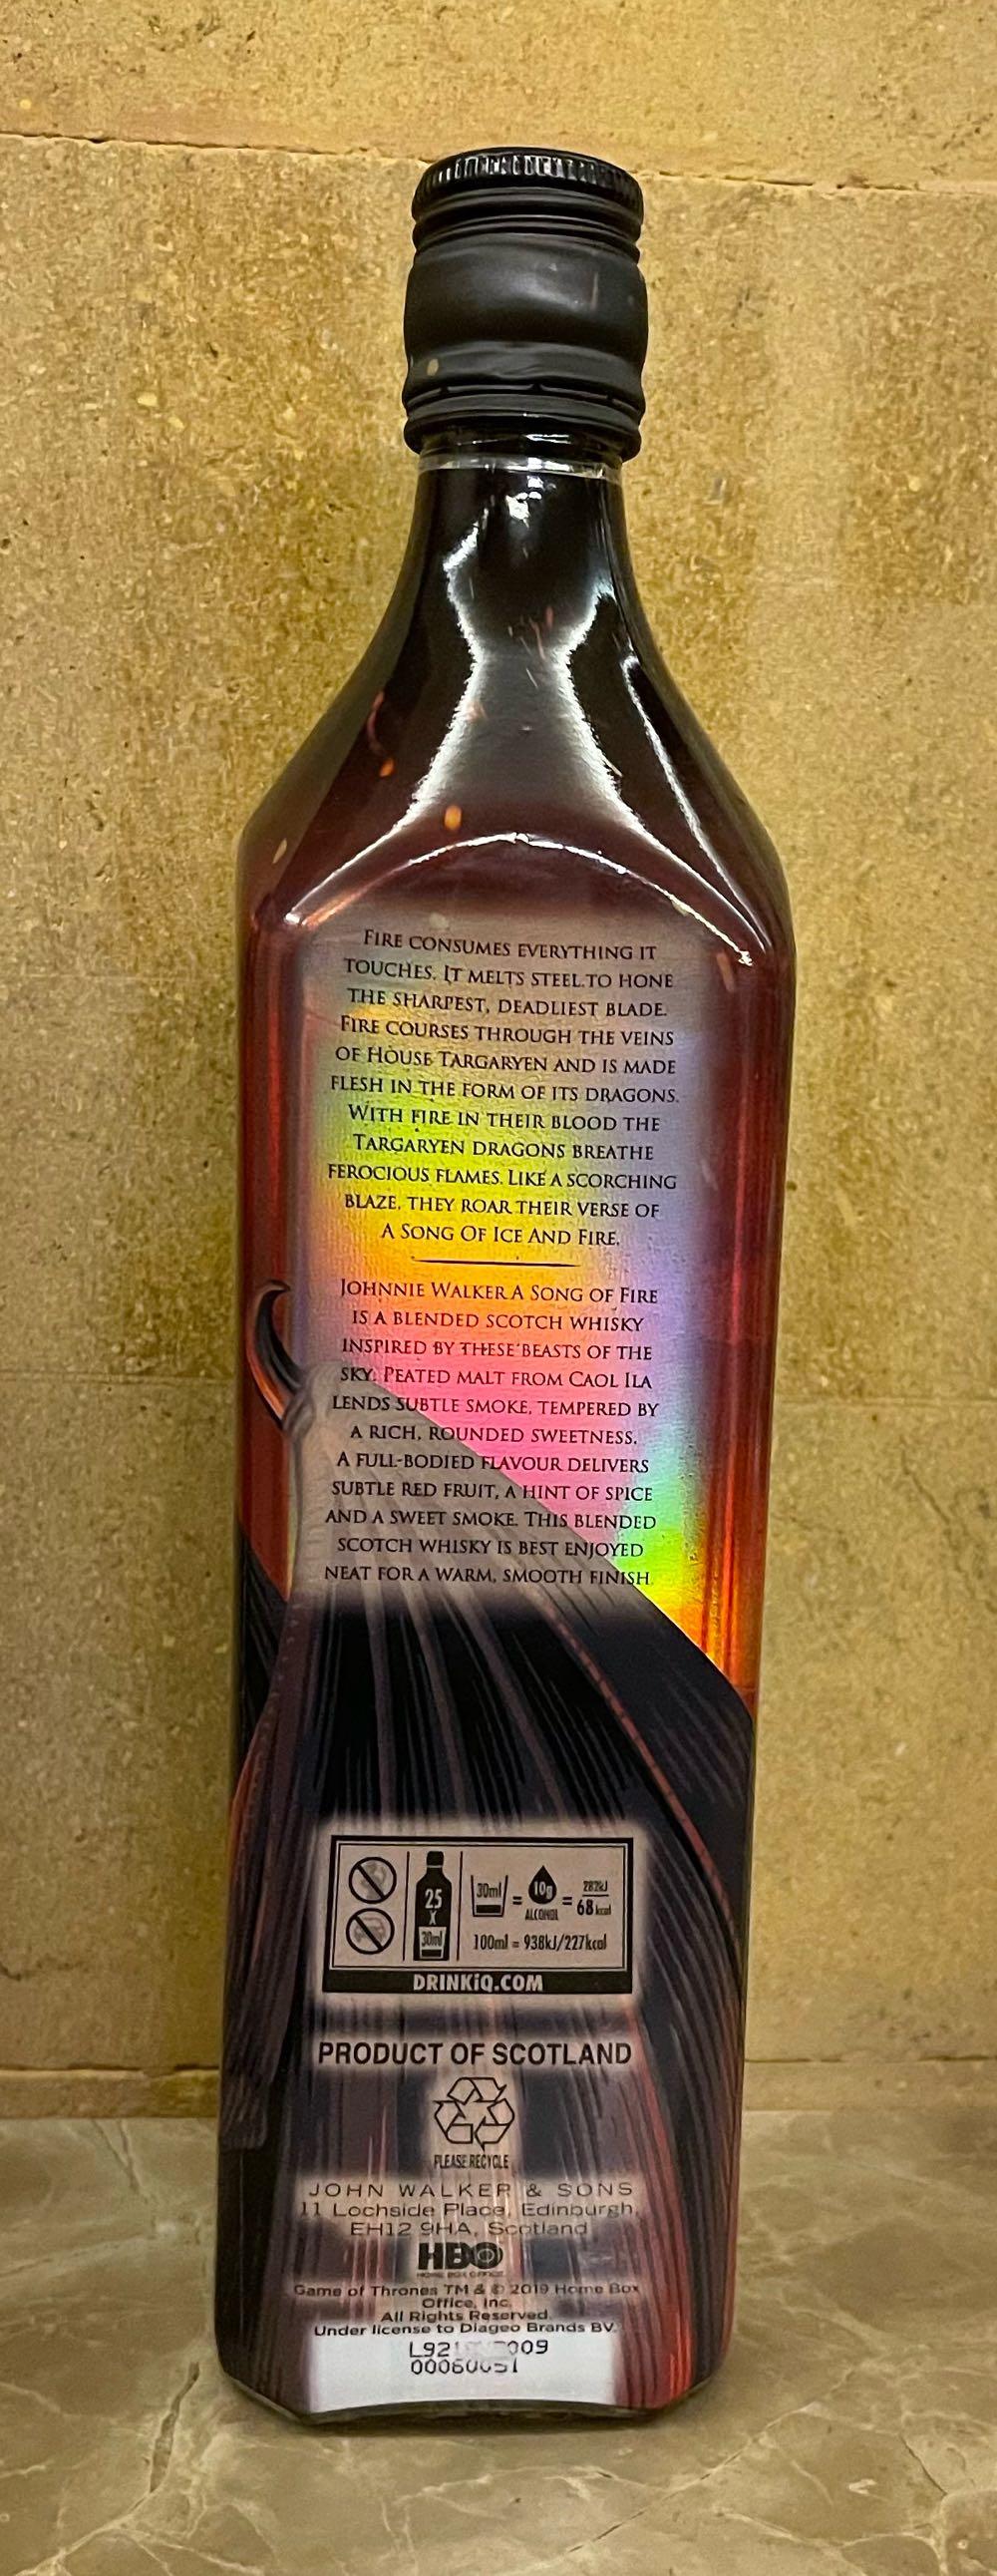 Fire consumes everything it
touches. It melts steel to hone
the sharpest, deadliest blade.
Fire courses through the veins
of House Targaryen and is made
flesh in the form of its dragons.
With fire in their blood the
Targaryen dragons breathe
ferocious flames. Like a scorching
blaze, they roar their verse of
A Song Of Ice And Fire.
Johnnie Walker A Song of Fire
is a blended Scotch whisky
inspired by these beasts of the
sky. Peated malt from Caol Ila
lends subtle smoke, tempered by
a rich, rounded sweetness.
A full-bodied flavour delivers
subtle red fruit, a hint of spice
and a sweet smoke. This blended
Scotch whisky is best enjoyed
neat for a warm, smooth finish.
25
X
30ml
30ml = 10g = 282kJ
ALCOHOL
68 kcal
100ml = 938kJ/227kcal
DRINKiQ.COM
PRODUCT OF SCOTLAND
PLEASE RECYCLE
JOHN WALKER & SONS
11 Lochside Place, Edinburgh,
EH12 9HA, Scotland
HBO
HOME BOX OFFICE
Game of Thrones TM & © 2019 Home Box
Office, Inc.
All Rights Reserved.
Under license to Diageo Brands BV.